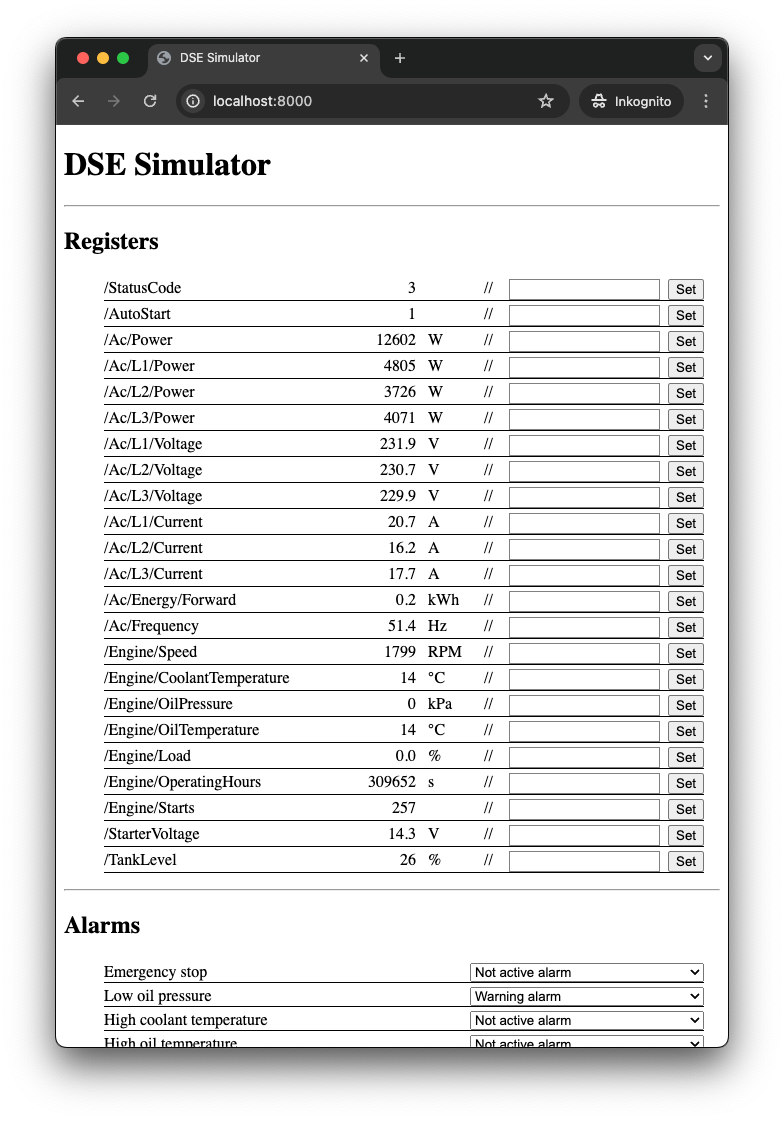 DSE Simulator
localhost:8000
Inkognito
DSE Simulator
Registers
/StatusCode 3 // Set
/AutoStart 1 // Set
/Ac/Power 12602 W // Set
/Ac/L1/Power 4805 W // Set
/Ac/L2/Power 3726 W // Set
/Ac/L3/Power 4071 W // Set
/Ac/L1/Voltage 231.9 V // Set
/Ac/L2/Voltage 230.7 V // Set
/Ac/L3/Voltage 229.9 V // Set
/Ac/L1/Current 20.7 A // Set
/Ac/L2/Current 16.2 A // Set
/Ac/L3/Current 17.7 A // Set
/Ac/Energy/Forward 0.2 kWh // Set
/Ac/Frequency 51.4 Hz // Set
/Engine/Speed 1799 RPM // Set
/Engine/CoolantTemperature 14 °C // Set
/Engine/OilPressure 0 kPa // Set
/Engine/OilTemperature 14 °C // Set
/Engine/Load 0.0 % // Set
/Engine/OperatingHours 309652 s // Set
/Engine/Starts 257 // Set
/StarterVoltage 14.3 V // Set
/TankLevel 26 % // Set
Alarms
Emergency stop Not active alarm
Low oil pressure Warning alarm
High coolant temperature Not active alarm
High oil temperature Not active alarm